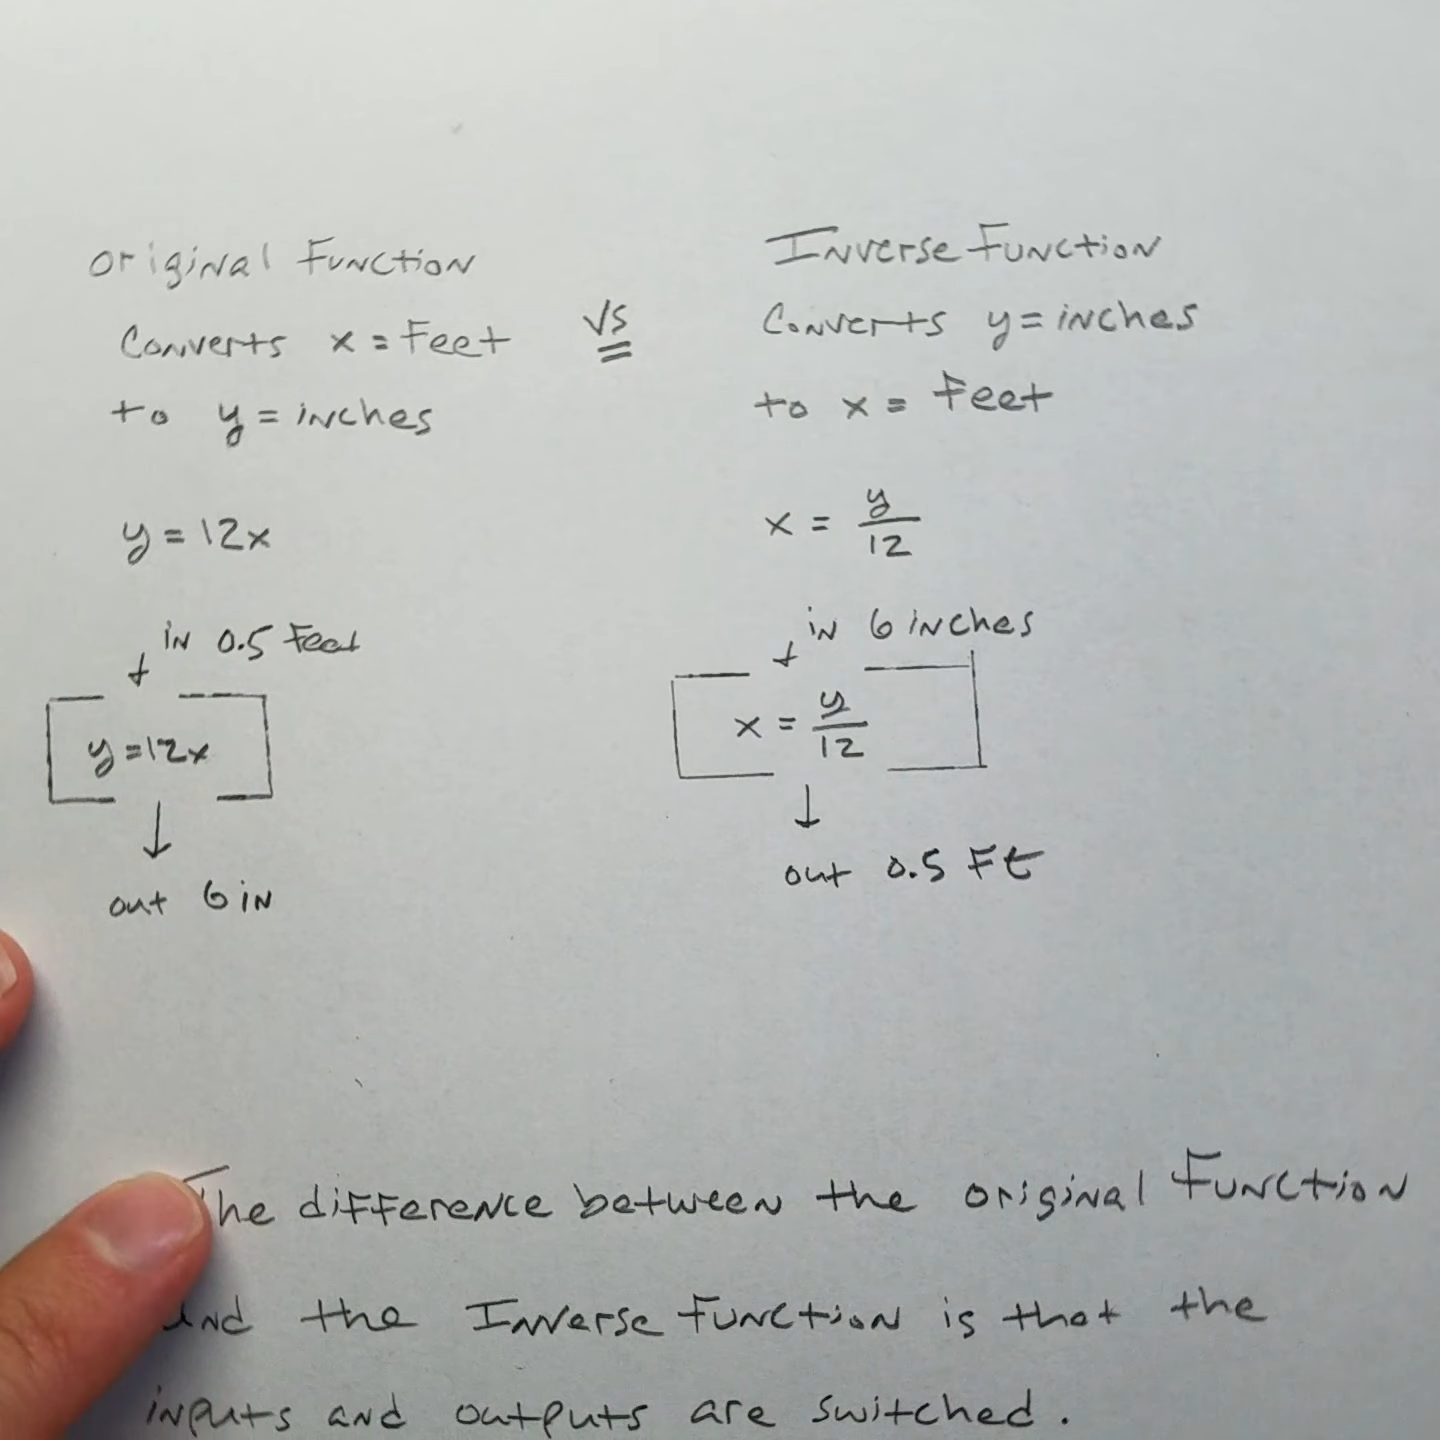 Original Function
Converts x = Feet
to y = inches
y = 12x
in 0.5 Feet
y = 12x
out 6 in
vs
Inverse Function
Converts y = inches
to x = Feet
x = y/12
in 6 inches
x = y/12
out 0.5 Ft
The difference between the original Function
and the Inverse Function is that the
inputs and outputs are switched.